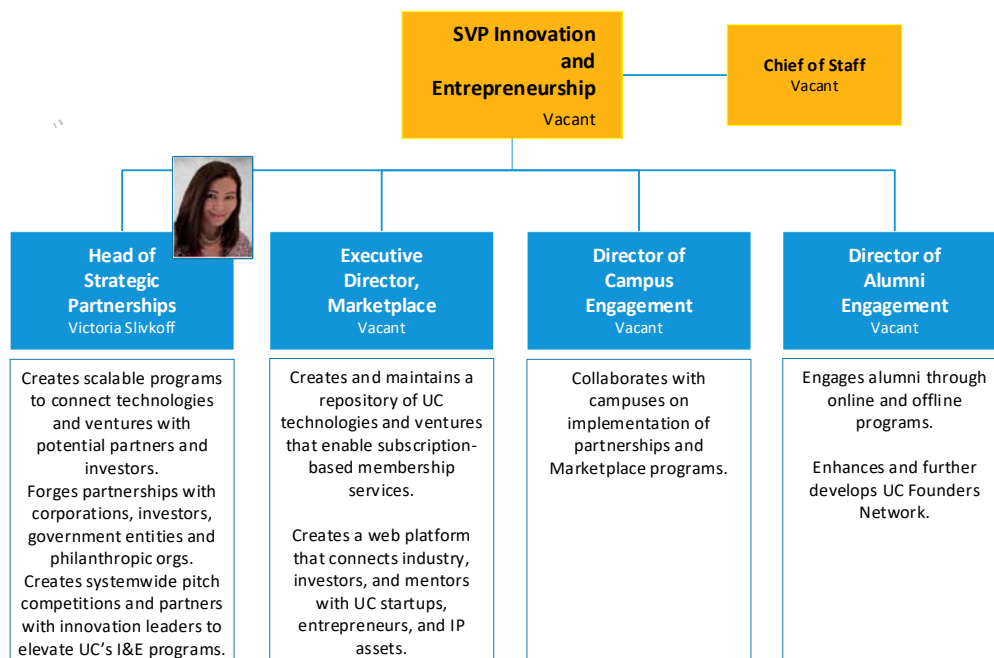 SVP Innovation
and
Entrepreneurship
Vacant
Chief of Staff
Vacant
Head of
Strategic
Partnerships
Victoria Slivkoff
Executive
Director,
Marketplace
Vacant
Director of
Campus
Engagement
Vacant
Director of
Alumni
Engagement
Vacant
Creates scalable programs
to connect technologies
and ventures with
potential partners and
investors.
Forges partnerships with
corporations, investors,
government entities and
philanthropic orgs.
Creates systemwide pitch
competitions and partners
with innovation leaders to
elevate UC's I&E programs.
Creates and maintains a
repository of UC
technologies and ventures
that enable subscription-
based membership
services.
Creates a web platform
that connects industry,
investors, and mentors
with UC startups,
entrepreneurs, and IP
assets.
Collaborates with
campuses on
implementation of
partnerships and
Marketplace programs.
Engages alumni through
online and offline
programs.
Enhances and further
develops UC Founders
Network.